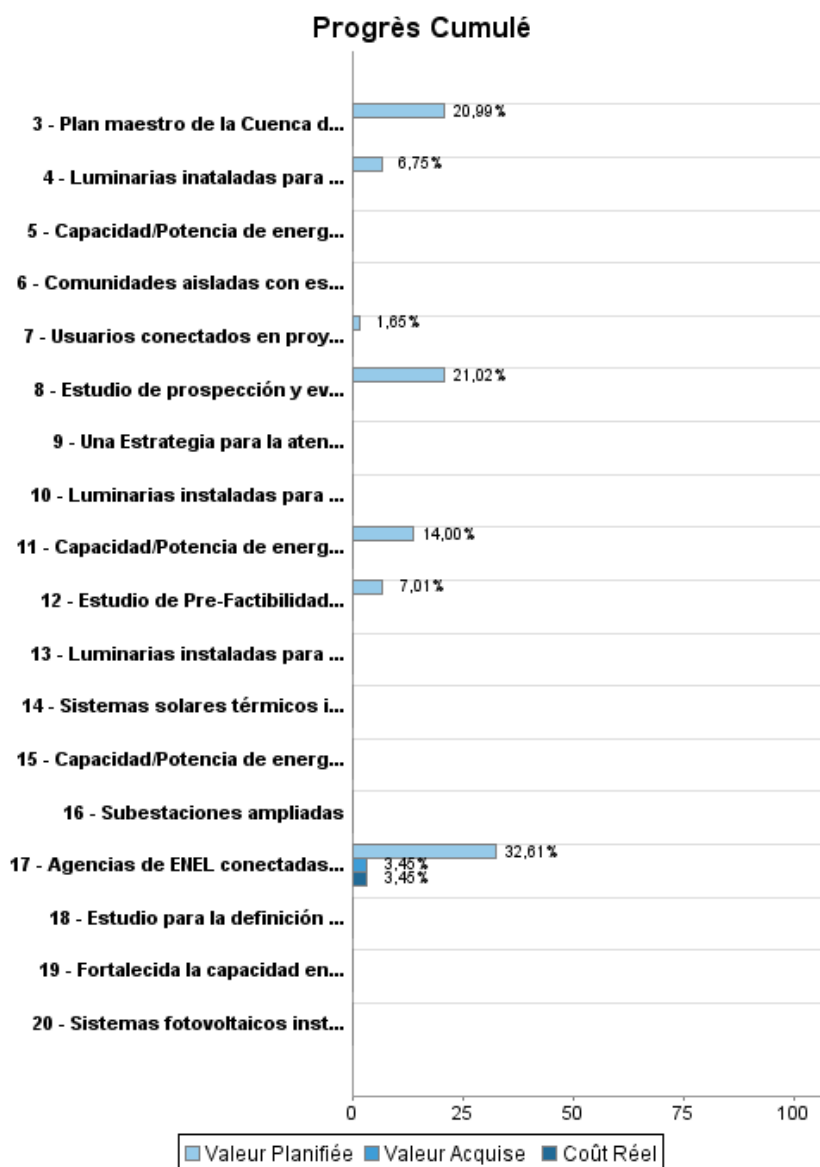 Progrès Cumulé
3 - Plan maestro de la Cuenca d...
20,99%
4 - Luminarias inataladas para ...
6,75%
5 - Capacidad/Potencia de energ...
6 - Comunidades aisladas con es...
7 - Usuarios conectados en proy...
1,65%
8 - Estudio de prospección y ev...
21,02%
9 - Una Estrategia para la aten...
10 - Luminarias instaladas para ...
11 - Capacidad/Potencia de energ...
14,00%
12 - Estudio de Pre-Factibilidad...
7,01%
13 - Luminarias instaladas para ...
14 - Sistemas solares térmicos i...
15 - Capacidad/Potencia de energ...
16 - Subestaciones ampliadas
17 - Agencias de ENEL conectadas...
32,61%
3,45%
3,45%
18 - Estudio para la definición ...
19 - Fortalecida la capacidad en...
20 - Sistemas fotovoltaicos inst...
0 25 50 75 100
Valeur Planifiée Valeur Acquise Coût Réel